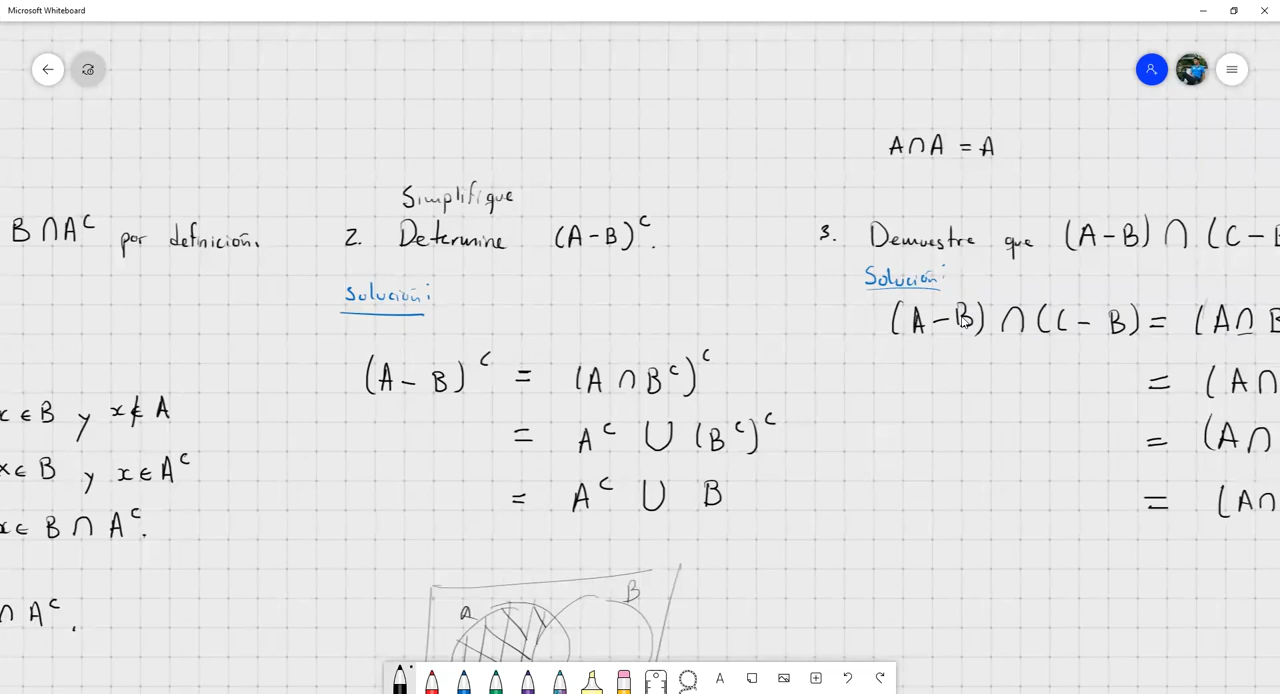 Microsoft Whiteboard
B ∩ A^c por definición.
x ∈ B y x ∉ A
x ∈ B y x ∈ A^c
x ∈ B ∩ A^c.
∩ A^c.
Simplifique
2. Determine (A - B)^c.
Solución:
(A - B)^c = (A ∩ B^c)^c
= A^c ∪ (B^c)^c
= A^c ∪ B
A B
A ∩ A = A
3. Demuestre que (A - B) ∩ (C - B
Solución:
(A - B) ∩ (C - B) = (A ∩ B
= (A ∩
= (A ∩
= (A ∩
A